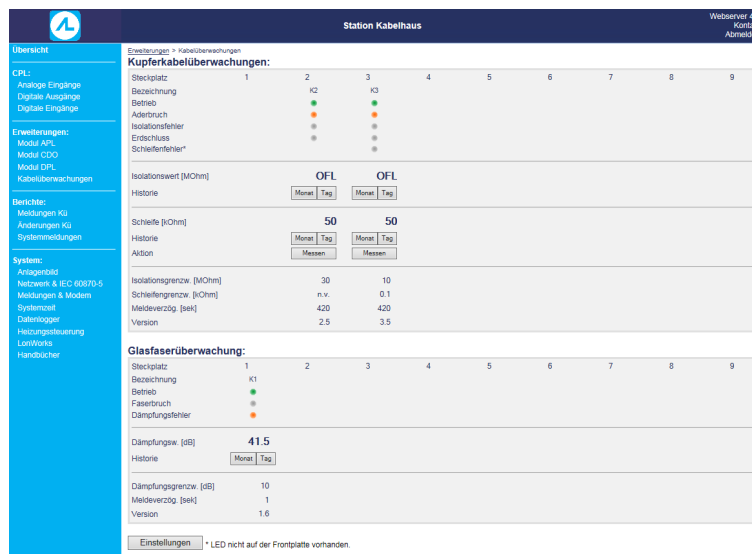 Webserver 4
Station Kabelhaus
Konta
Abmeld
Übersicht
CPL:
Analoge Eingänge
Digitale Ausgänge
Digitale Eingänge
Erweiterungen:
Modul APL
Modul CDO
Modul DPL
Kabelüberwachungen
Berichte:
Meldungen Kü
Änderungen Kü
Systemmeldungen
System:
Anlagenbild
Netzwerk & IEC 60870-5
Meldungen & Modem
Systemzeit
Datenlogger
Heizungssteuerung
LonWorks
Handbücher
Erweiterungen > Kabelüberwachungen
Kupferkabelüberwachungen:
Steckplatz 1 2 3 4 5 6 7 8 9
Bezeichnung K2 K3
Betrieb
Aderbruch
Isolationsfehler
Erdschluss
Schleifenfehler*
Isolationswert [MOhm] OFL OFL
Historie Monat Tag Monat Tag
Schleife [kOhm] 50 50
Historie Monat Tag Monat Tag
Aktion Messen Messen
Isolationsgrenzw. [MOhm] 30 10
Schleifengrenzw. [kOhm] n.v. 0.1
Meldeverzög. [sek] 420 420
Version 2.5 3.5
Glasfaserüberwachung:
Steckplatz 1 2 3 4 5 6 7 8 9
Bezeichnung K1
Betrieb
Faserbruch
Dämpfungsfehler
Dämpfungsw. [dB] 41.5
Historie Monat Tag
Dämpfungsgrenzw. [dB] 10
Meldeverzög. [sek] 1
Version 1.6
Einstellungen * LED nicht auf der Frontplatte vorhanden.